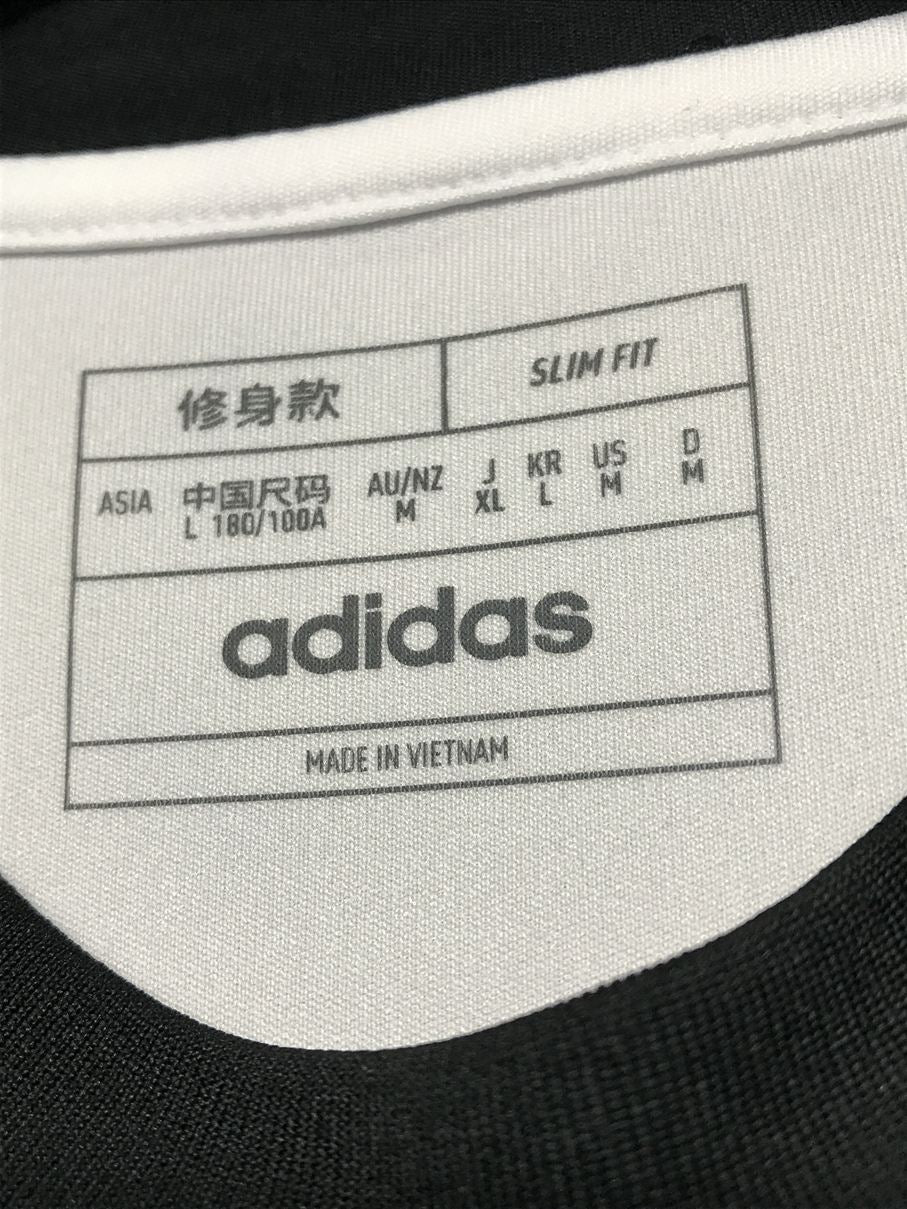 修身款 SLIM FIT
ASIA 中国尺码 AU/NZ J KR US D
L 180/100A M XL L M M
adidas
MADE IN VIETNAM